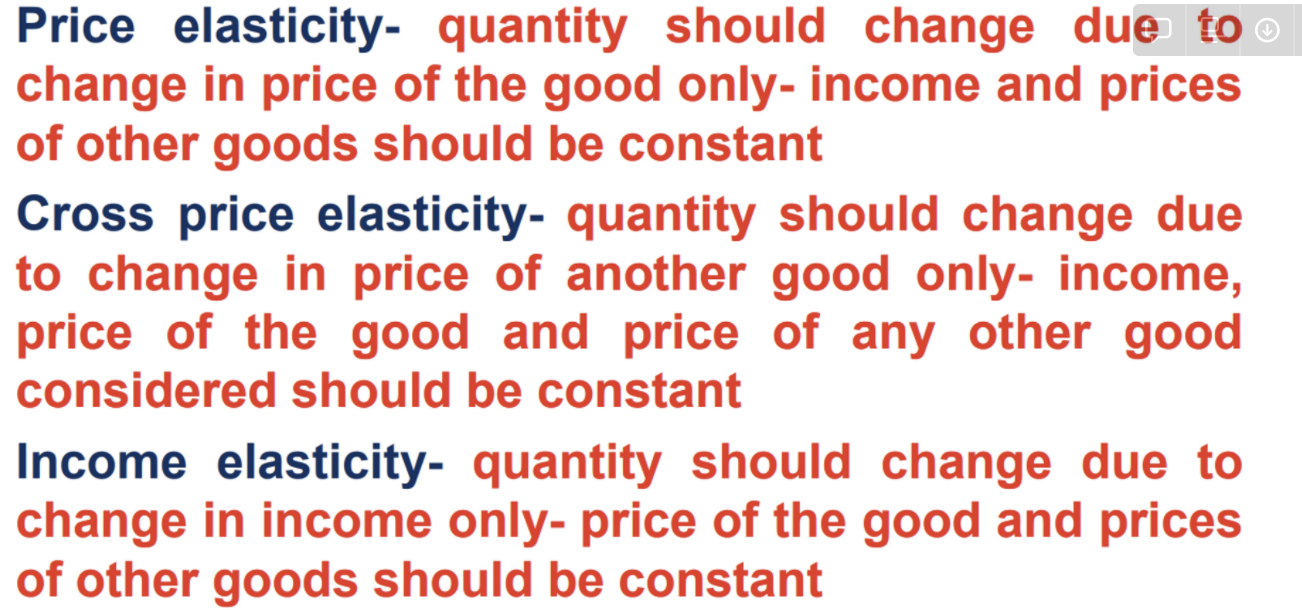 Price elasticity- quantity should change due to
change in price of the good only- income and prices
of other goods should be constant
Cross price elasticity- quantity should change due
to change in price of another good only- income,
price of the good and price of any other good
considered should be constant
Income elasticity- quantity should change due to
change in income only- price of the good and prices
of other goods should be constant